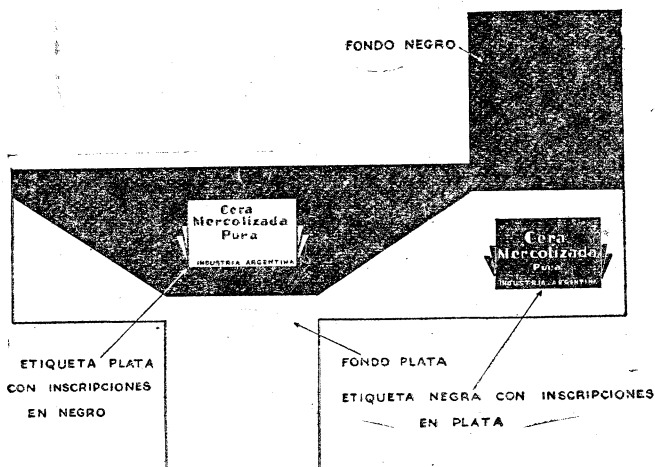 FONDO NEGRO
Cera
Mercolizada
Pura
INDUSTRIA ARGENTINA
Cera
Mercolizada
Pura
INDUSTRIA ARGENTINA
ETIQUETA PLATA
CON INSCRIPCIONES
EN NEGRO
FONDO PLATA
ETIQUETA NEGRA CON INSCRIPCIONES
EN PLATA